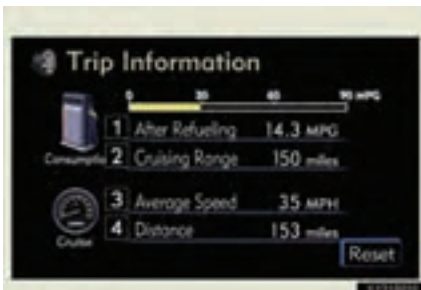 Trip Information
0 30 60 90 MPG
1 After Refueling 14.3 MPG
Consumptio 2 Cruising Range 150 miles
3 Average Speed 35 MPH
Cruise 4 Distance 153 miles
Reset